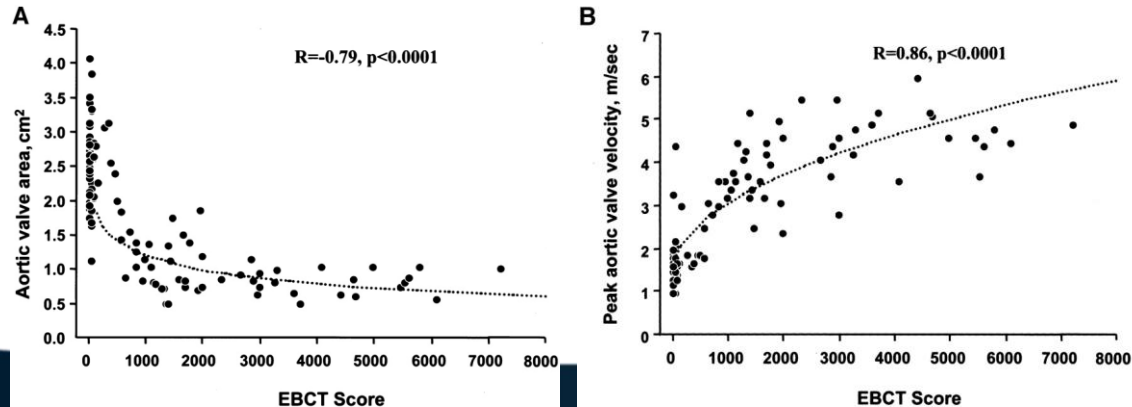 A
R=-0.79, p<0.0001
Aortic valve area, cm²
4.5
4.0
3.5
3.0
2.5
2.0
1.5
1.0
0.5
0.0
0 1000 2000 3000 4000 5000 6000 7000 8000
EBCT Score
B
R=0.86, p<0.0001
Peak aortic valve velocity, m/sec
7
6
5
4
3
2
1
0
0 1000 2000 3000 4000 5000 6000 7000 8000
EBCT Score